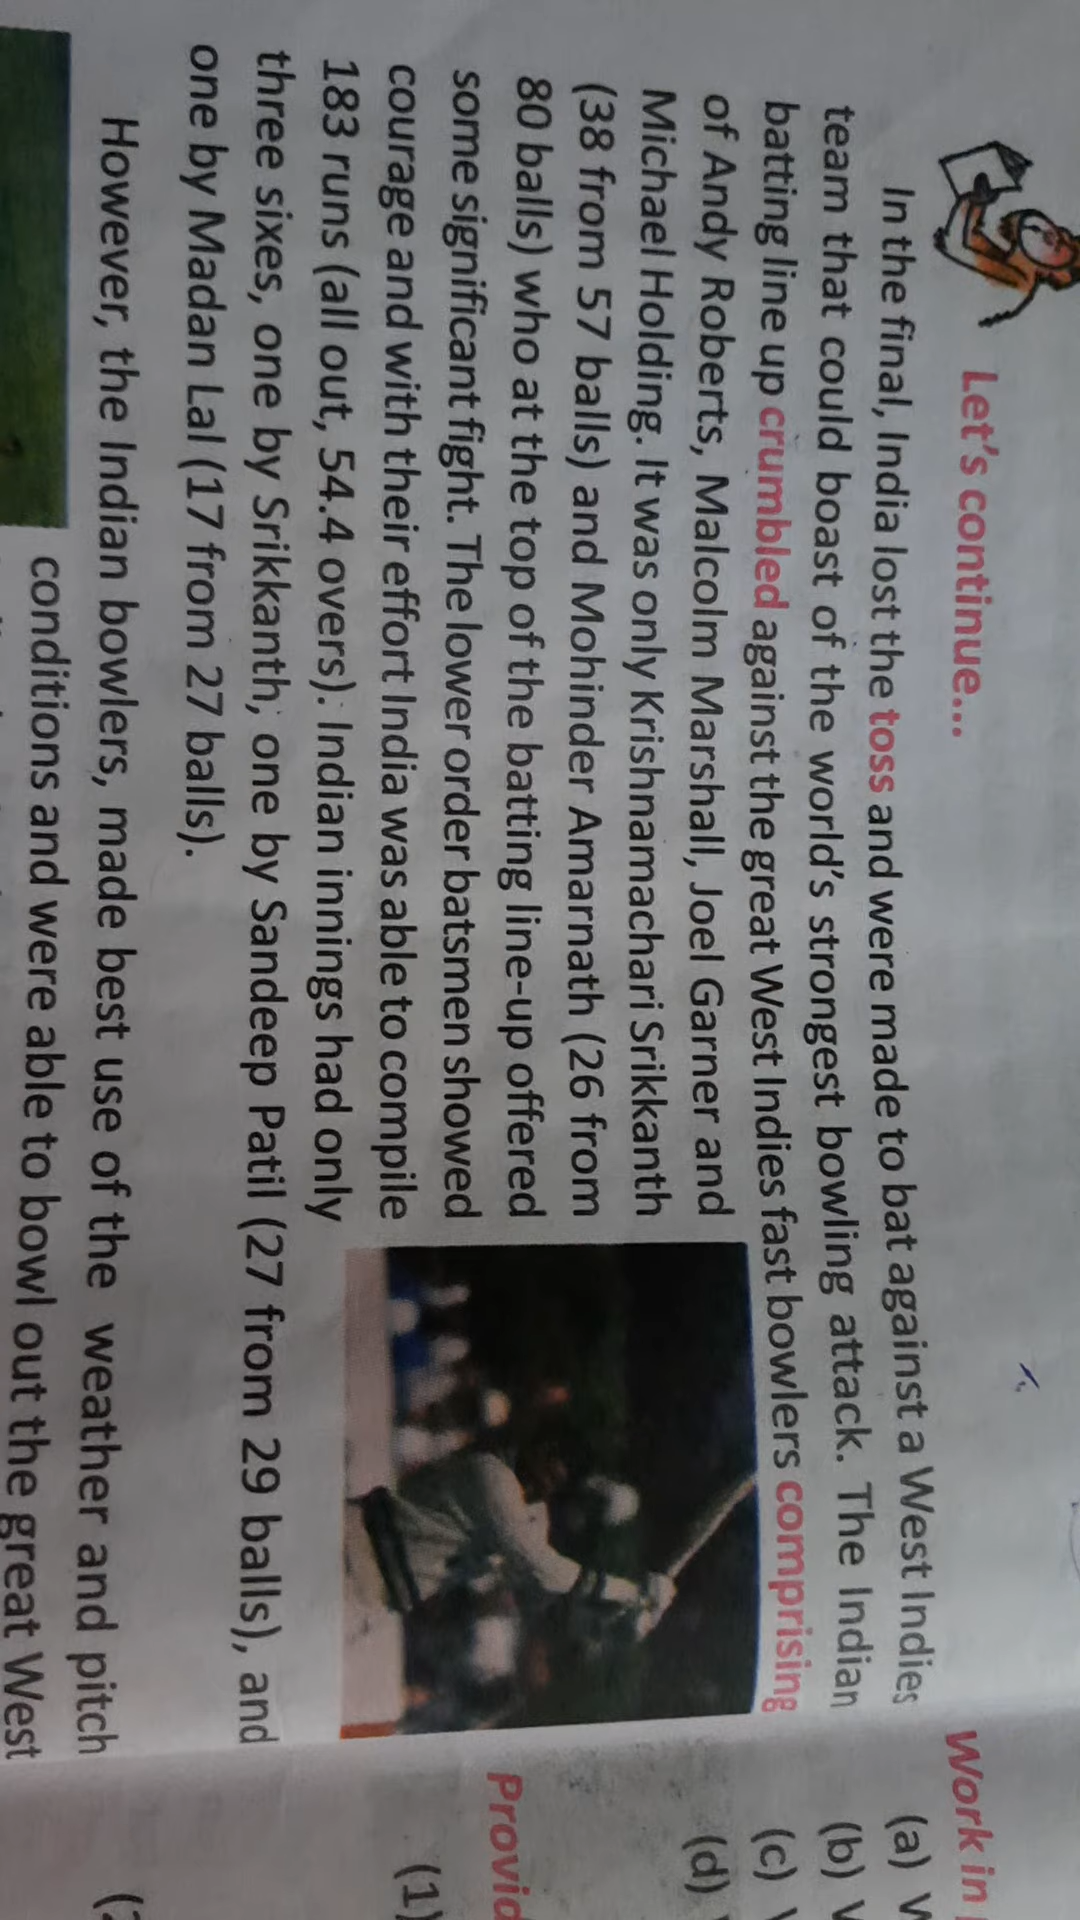 Let's continue...
In the final, India lost the toss and were made to bat against a West Indies
team that could boast of the world's strongest bowling attack. The Indian
batting line up crumbled against the great West Indies fast bowlers comprising
of Andy Roberts, Malcolm Marshall, Joel Garner and
Michael Holding. It was only Krishnamachari Srikkanth
(38 from 57 balls) and Mohinder Amarnath (26 from
80 balls) who at the top of the batting line-up offered
some significant fight. The lower order batsmen showed
courage and with their effort India was able to compile
183 runs (all out, 54.4 overs). Indian innings had only
three sixes, one by Srikkanth, one by Sandeep Patil (27 from 29 balls), and
one by Madan Lal (17 from 27 balls).
However, the Indian bowlers, made best use of the weather and pitch
conditions and were able to bowl out the great West
Work in
(a)
(b)
(c)
(d)
(1)